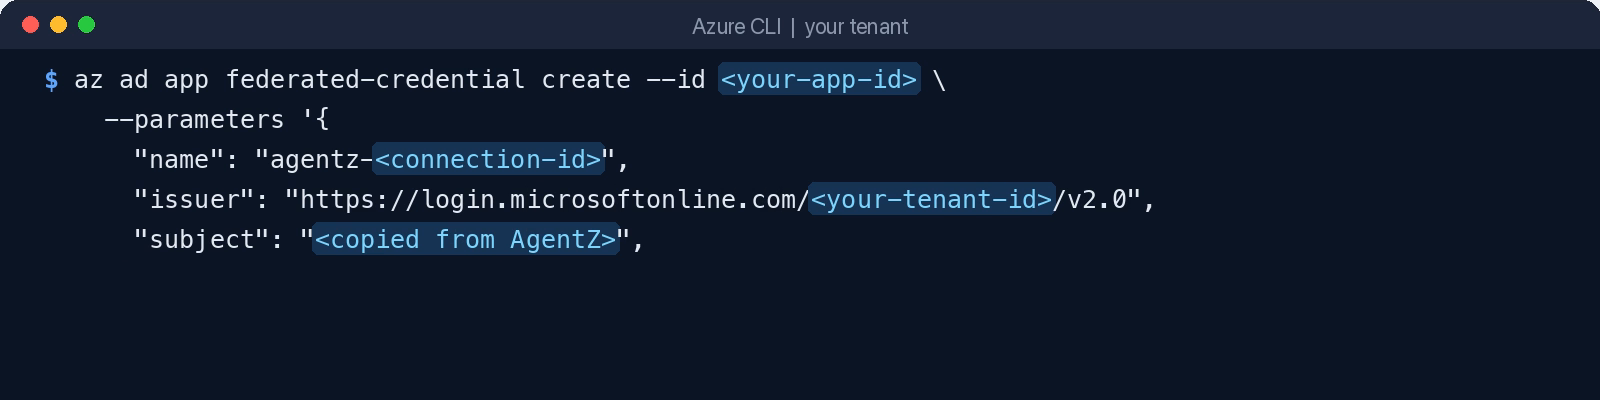 Azure CLI | your tenant
$ az ad app federated-credential create --id <your-app-id> \
--parameters '{
"name": "agentz-<connection-id>",
"issuer": "https://login.microsoftonline.com/<your-tenant-id>/v2.0",
"subject": "<copied from AgentZ>",